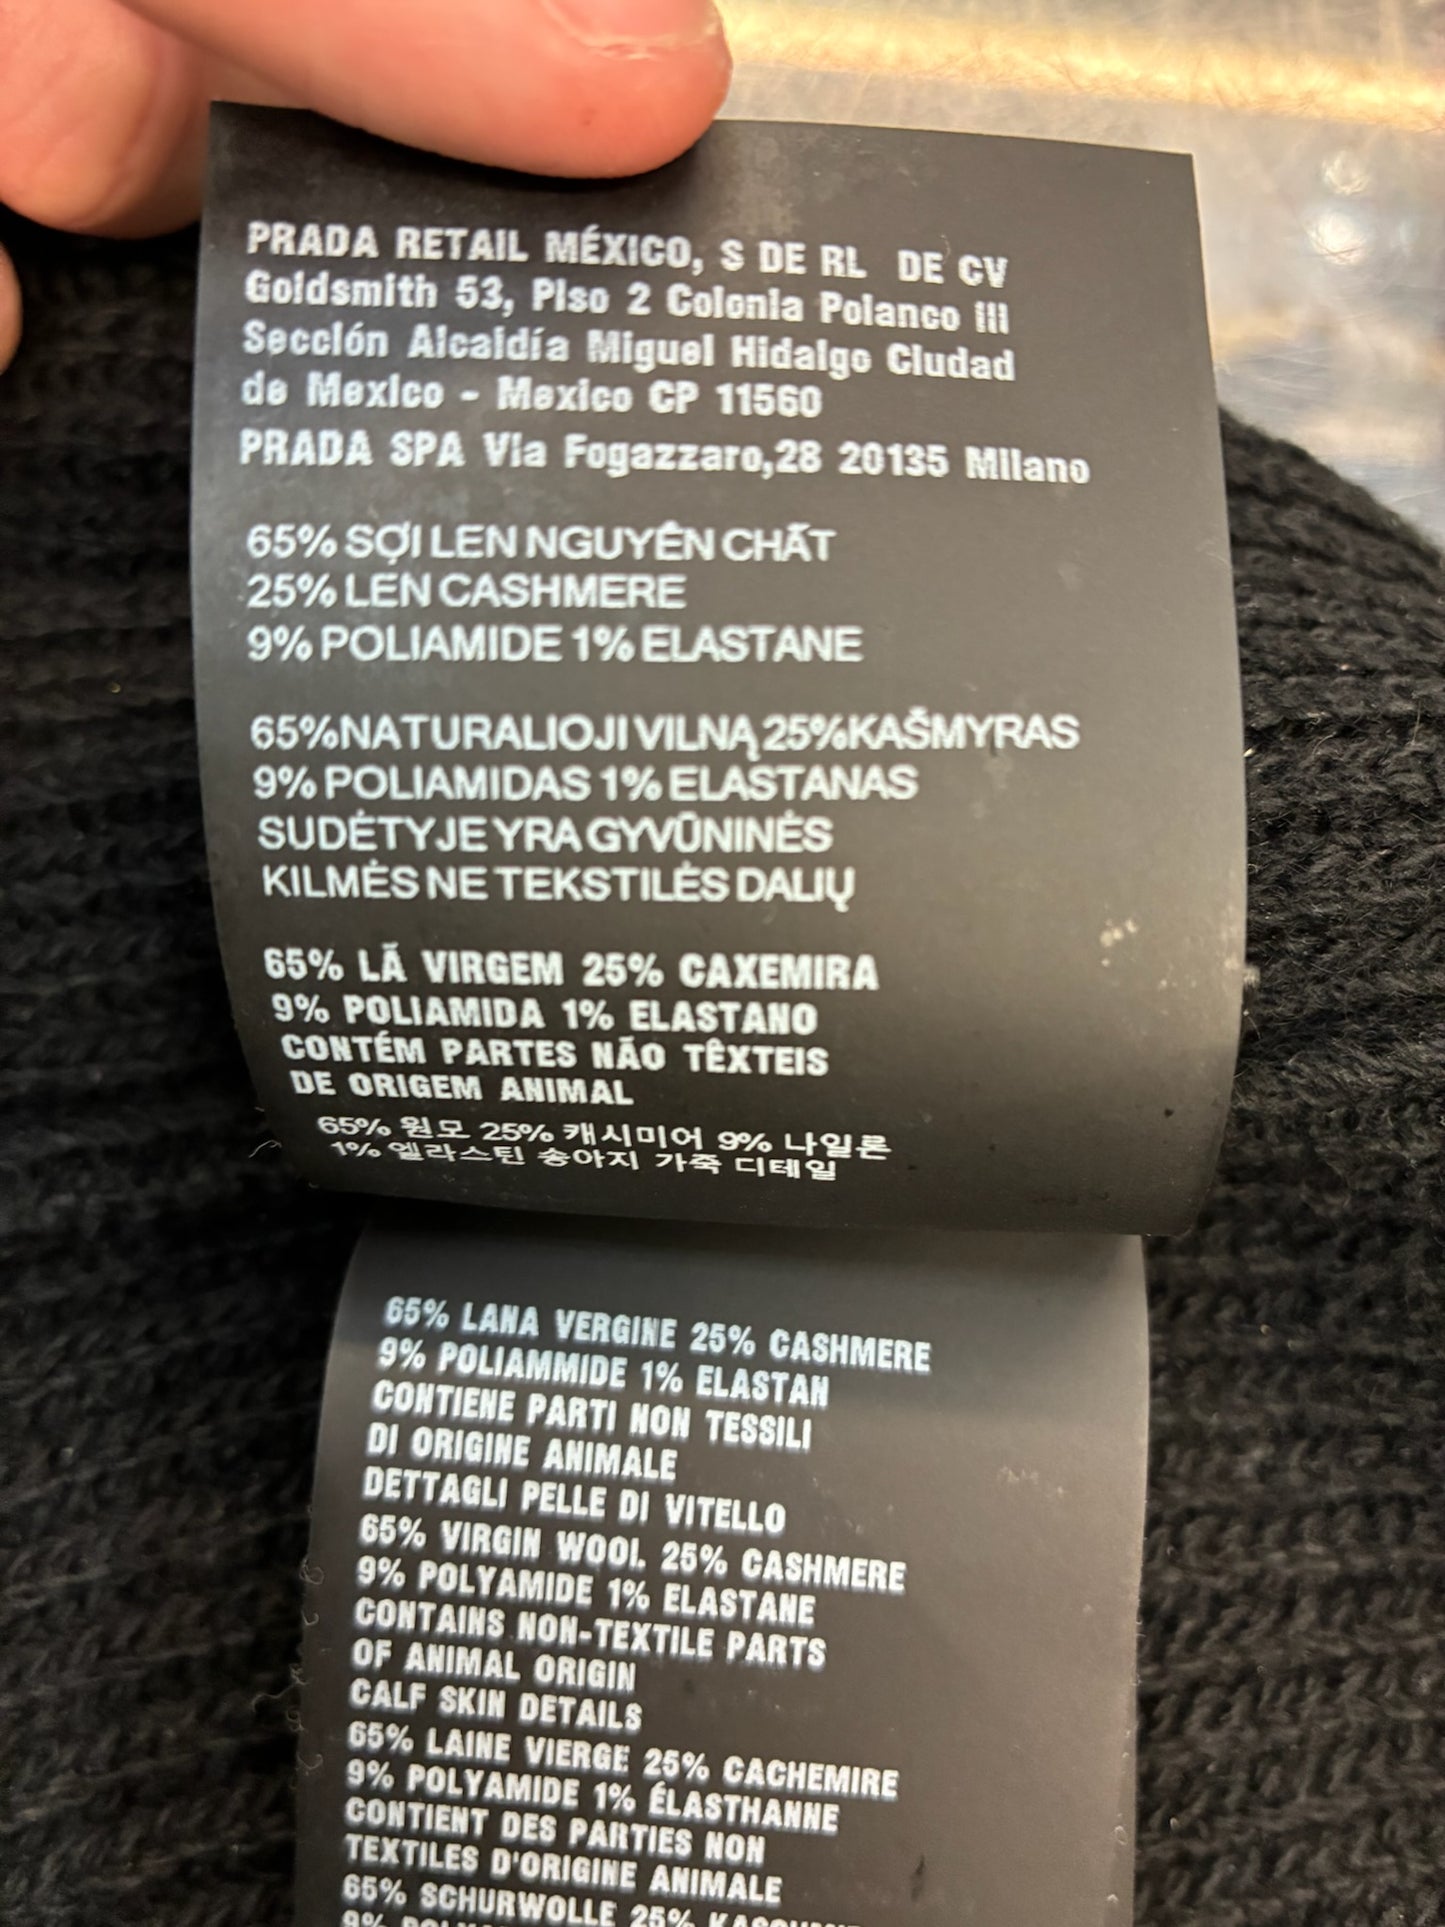 PRADA RETAIL MÉXICO, S DE RL DE CV
Goldsmith 53, Piso 2 Colonia Polanco III
Sección Alcaldía Miguel Hidalgo Ciudad
de Mexico - Mexico CP 11560
PRADA SPA Via Fogazzaro,28 20135 Milano
65% SỢI LEN NGUYÊN CHẤT
25% LEN CASHMERE
9% POLIAMIDE 1% ELASTANE
65%NATURALIOJI VILNĄ 25%KAŠMYRAS
9% POLIAMIDAS 1% ELASTANAS
SUDĖTYJE YRA GYVŪNINĖS
KILMĖS NE TEKSTILĖS DALIŲ
65% LÃ VIRGEM 25% CAXEMIRA
9% POLIAMIDA 1% ELASTANO
CONTÉM PARTES NÃO TÊXTEIS
DE ORIGEM ANIMAL
65% 원모 25% 캐시미어 9% 나일론
1% 엘라스틴 송아지 가죽 디테일
65% LANA VERGINE 25% CASHMERE
9% POLIAMMIDE 1% ELASTAN
CONTIENE PARTI NON TESSILI
DI ORIGINE ANIMALE
DETTAGLI PELLE DI VITELLO
65% VIRGIN WOOL 25% CASHMERE
9% POLYAMIDE 1% ELASTANE
CONTAINS NON-TEXTILE PARTS
OF ANIMAL ORIGIN
CALF SKIN DETAILS
65% LAINE VIERGE 25% CACHEMIRE
9% POLYAMIDE 1% ÉLASTHANNE
CONTIENT DES PARTIES NON
TEXTILES D'ORIGINE ANIMALE
65% SCHURWOLLE 25%
9%